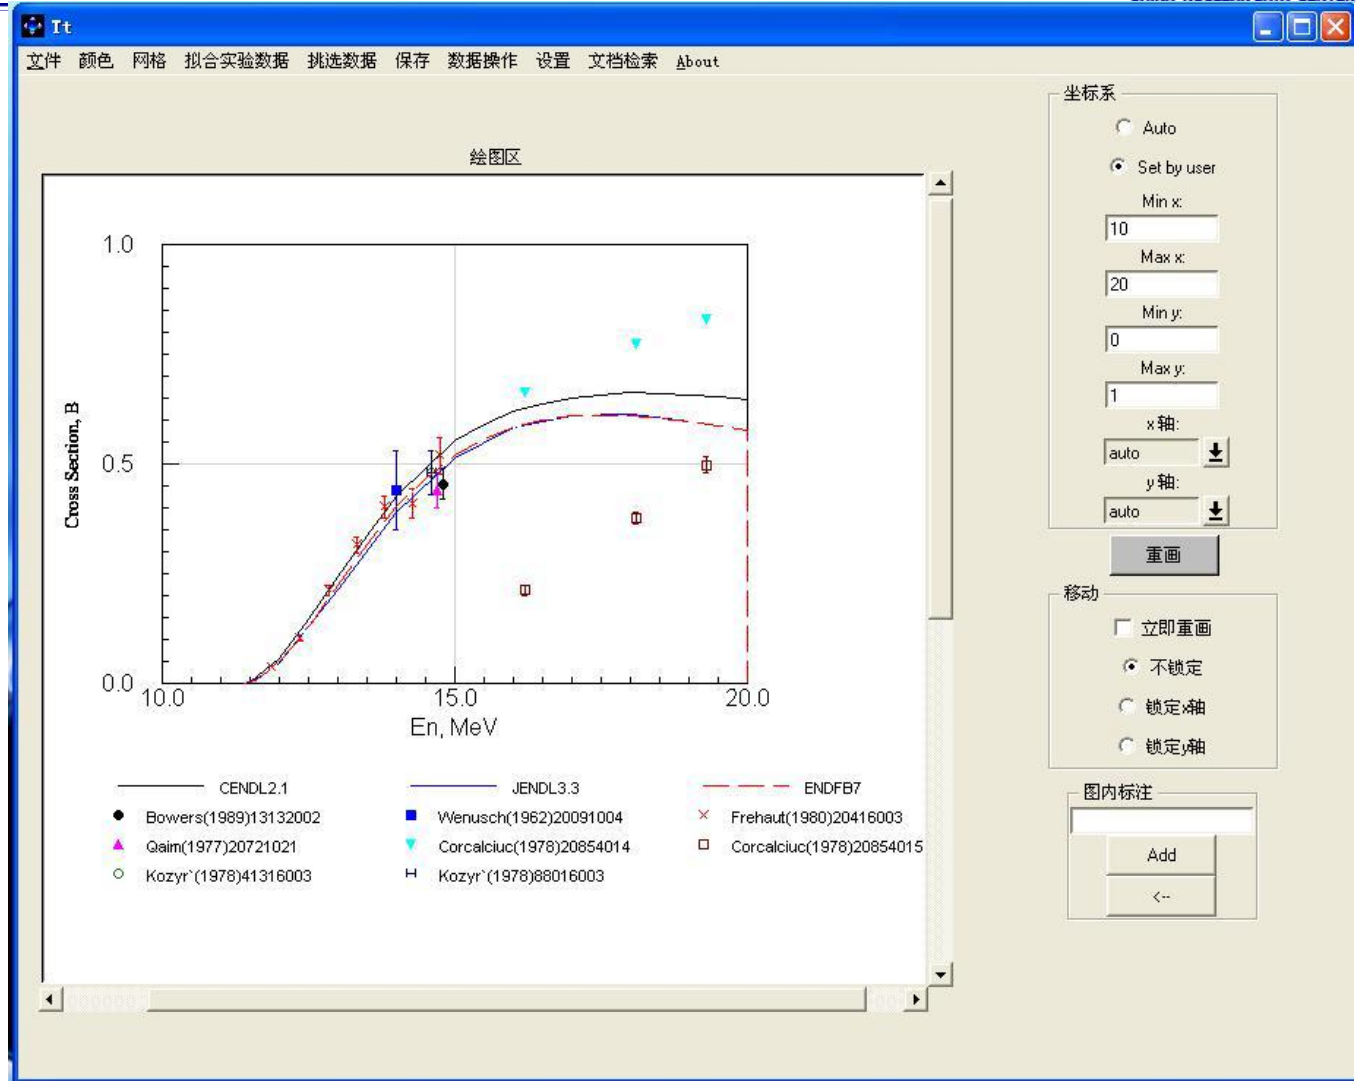 Tt
文件 颜色 网格 拟合实验数据 挑选数据 保存 数据操作 设置 文档检索 About
绘图区
1.0
0.5
0.0
Cross Section, B
10.0 15.0 20.0
En, MeV
CENDL2.1 JENDL3.3 ENDFB7
Bowers(1989)13132002 Wenusch(1962)20091004 Frehaut(1980)20416003
Qaim(1977)20721021 Corcalciuc(1978)20854014 Corcalciuc(1978)20854015
Kozyr`(1978)41316003 Kozyr`(1978)88016003
坐标系
Auto
Set by user
Min x:
10
Max x:
20
Min y:
0
Max y:
1
x 轴:
auto
y 轴:
auto
重画
移动
立即重画
不锁定
锁定x轴
锁定y轴
图内标注
Add
<--